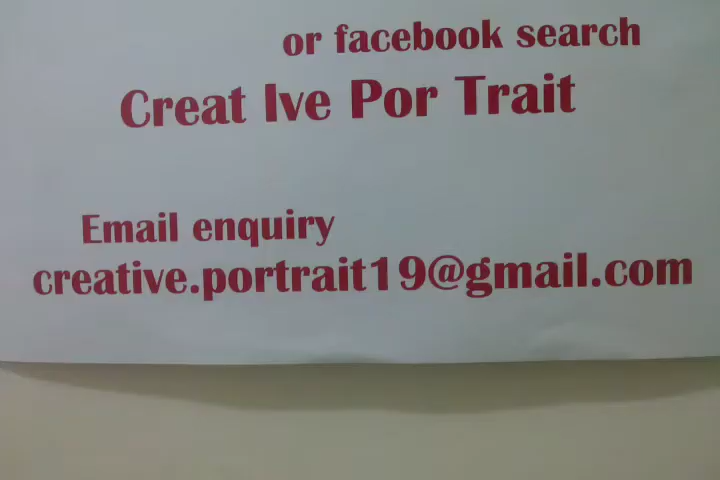 or facebook search
Creat Ive Por Trait
Email enquiry
creative.portrait19@gmail.com